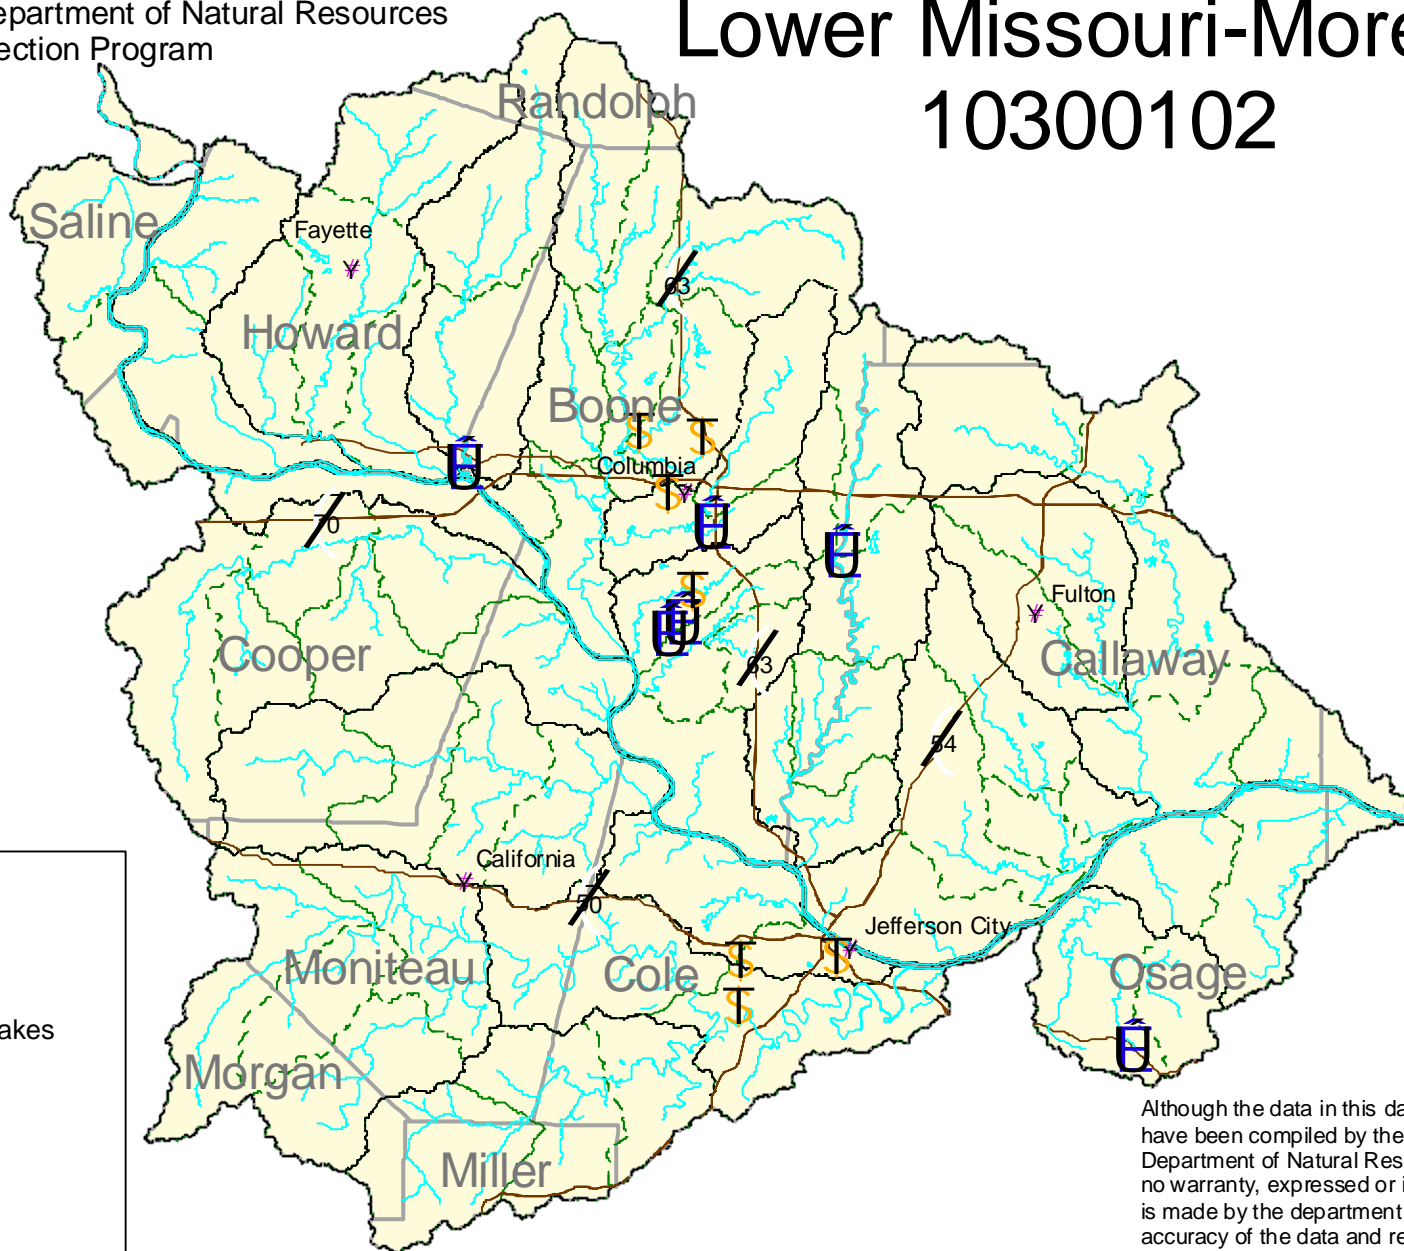 epartment of Natural Resources
ection Program
Lower Missouri-More
10300102
Randolph
Saline
Fayette
63
Howard
Boone
Columbia
70
Fulton
Cooper
Callaway
63
54
California
50
Jefferson City
Moniteau
Cole
Osage
akes
Morgan
Miller
Although the data in this da
have been compiled by the
Department of Natural Res
no warranty, expressed or i
is made by the department
accuracy of the data and re